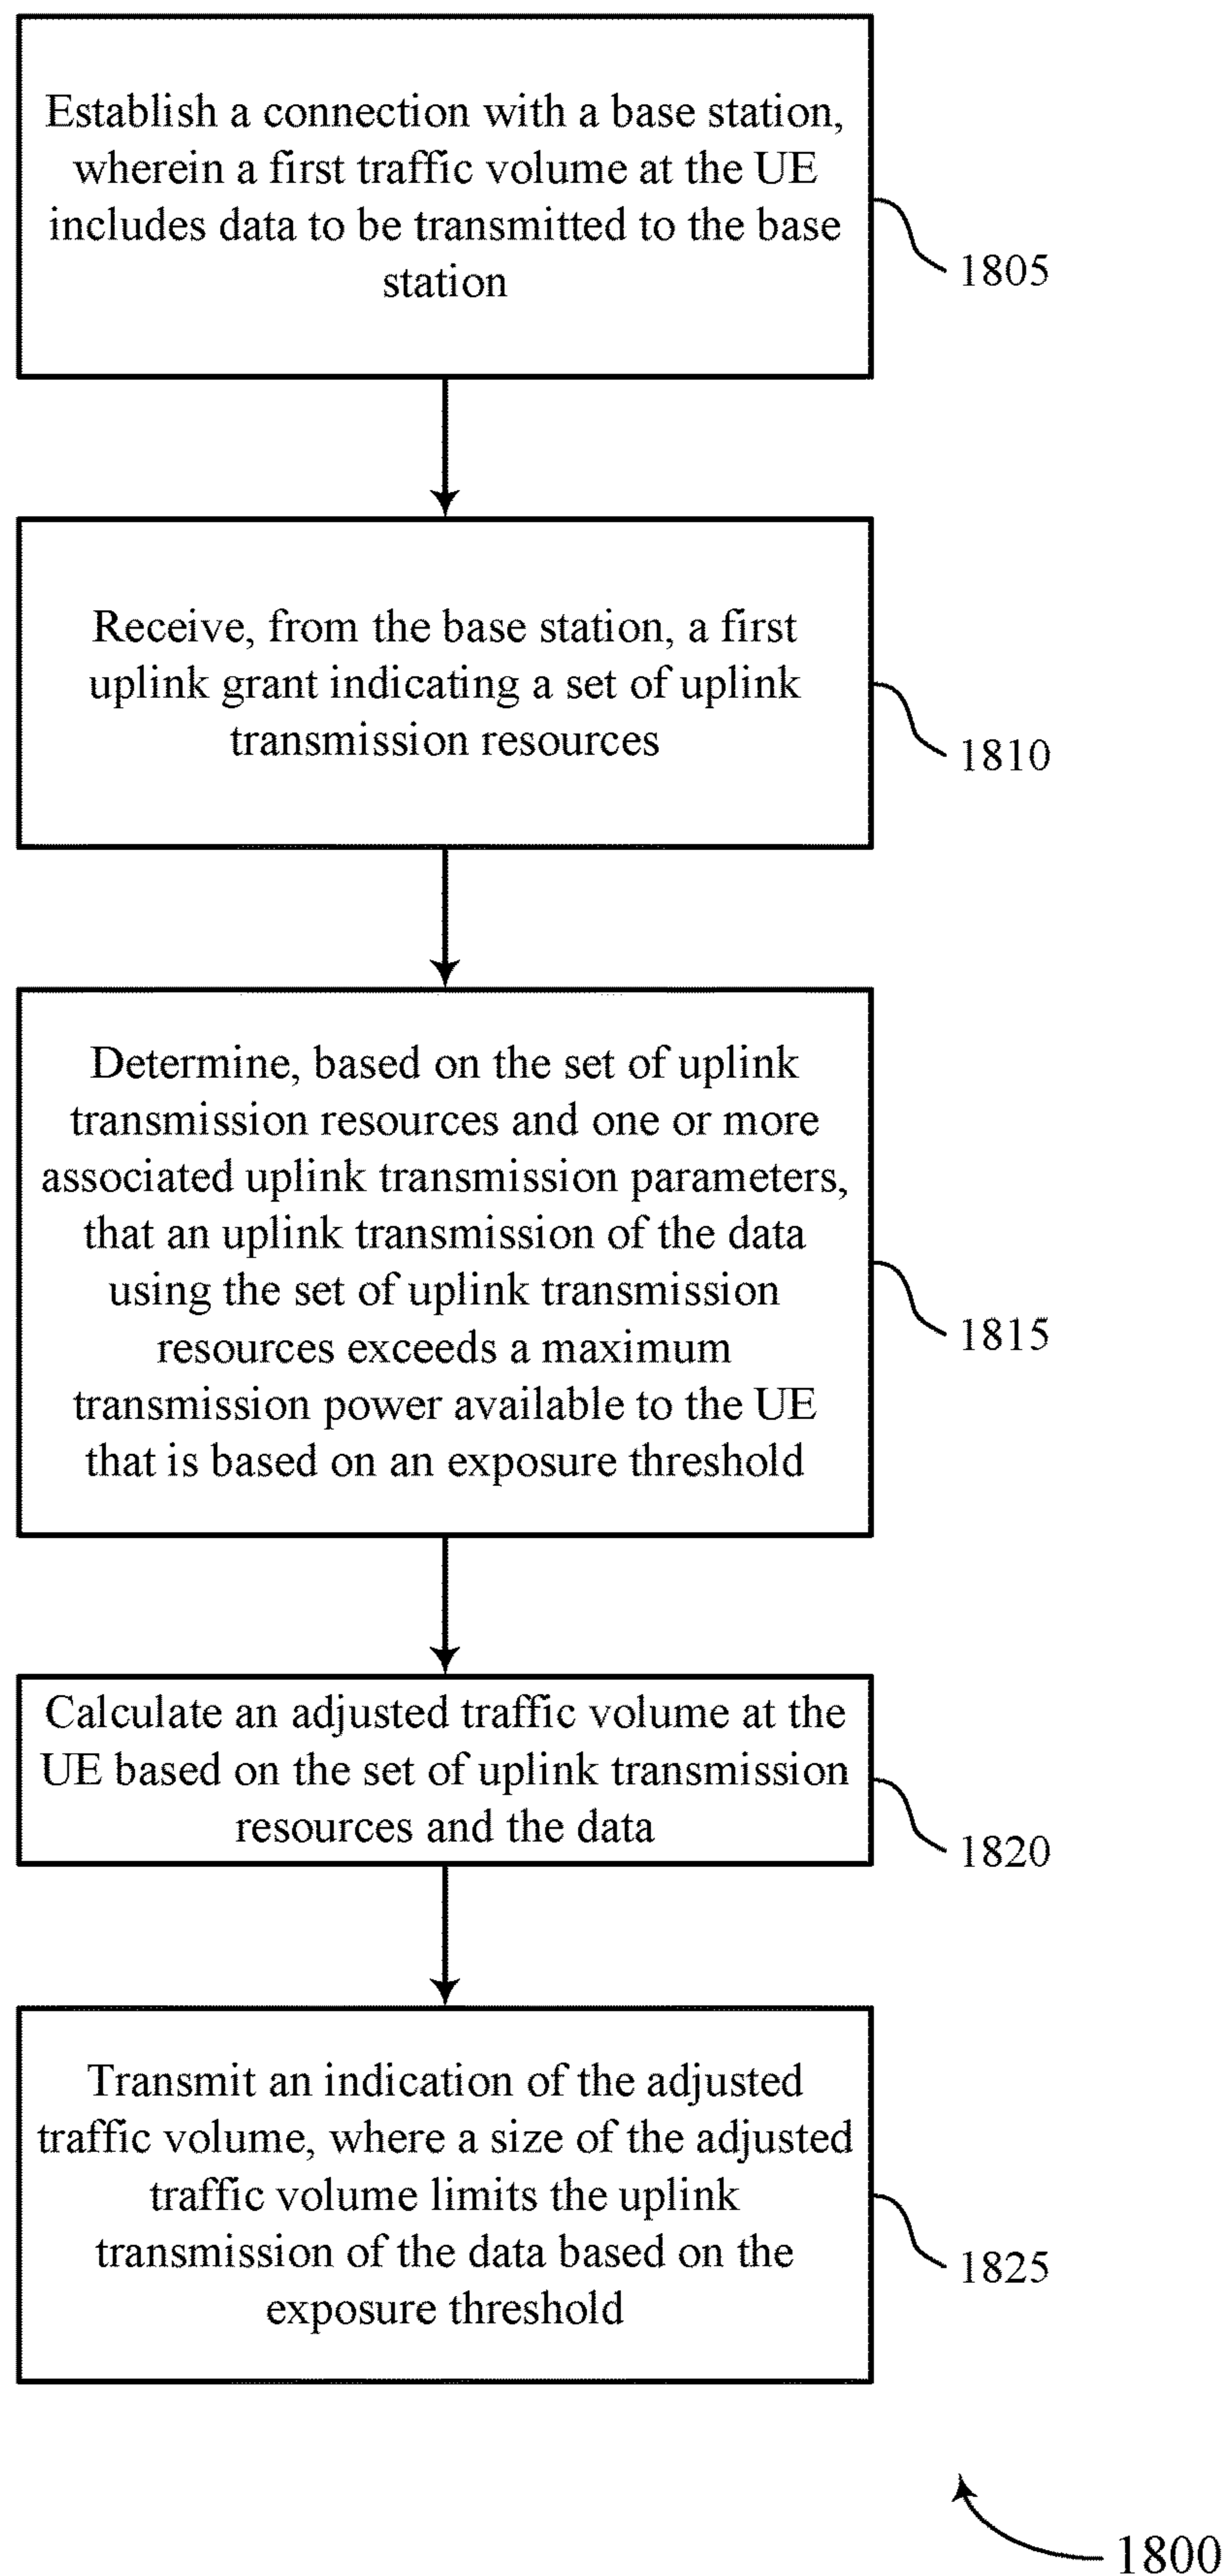 Establish a connection with a base station,
wherein a first traffic volume at the UE
includes data to be transmitted to the base
station
1805
Receive, from the base station, a first
uplink grant indicating a set of uplink
transmission resources
1810
Determine, based on the set of uplink
transmission resources and one or more
associated uplink transmission parameters,
that an uplink transmission of the data
using the set of uplink transmission
resources exceeds a maximum
transmission power available to the UE
that is based on an exposure threshold
1815
Calculate an adjusted traffic volume at the
UE based on the set of uplink transmission
resources and the data
1820
Transmit an indication of the adjusted
traffic volume, where a size of the adjusted
traffic volume limits the uplink
transmission of the data based on the
exposure threshold
1825
1800